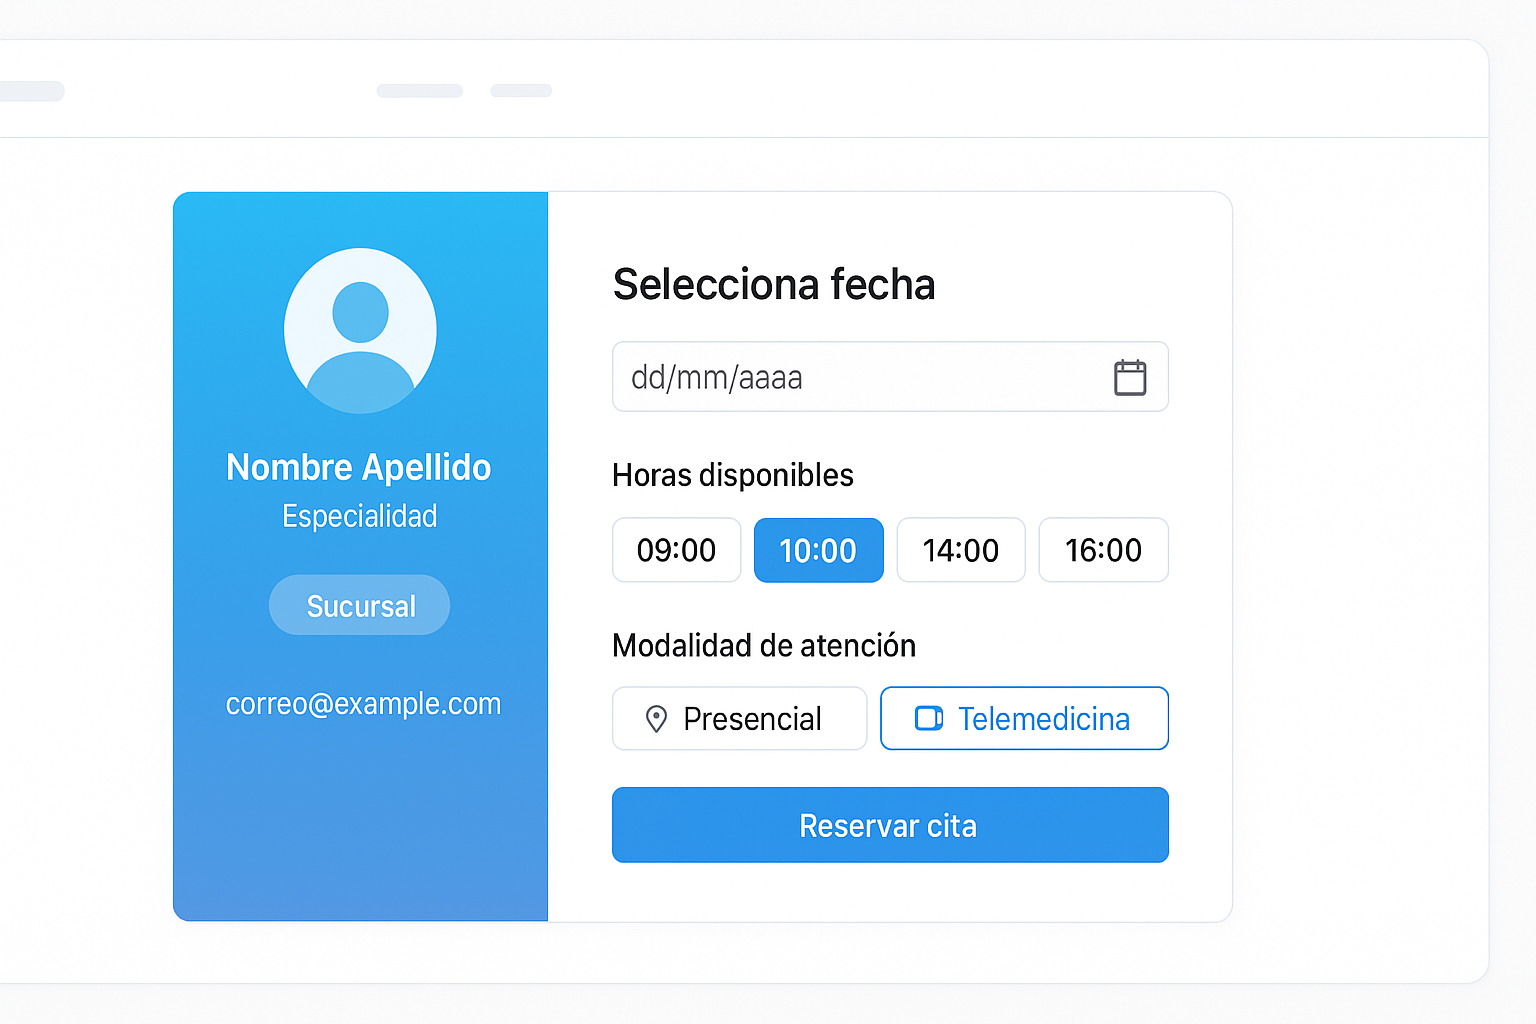 Nombre Apellido
Especialidad
Sucursal
correo@example.com
Selecciona fecha
dd/mm/aaaa
Horas disponibles
09:00 10:00 14:00 16:00
Modalidad de atención
Presencial Telemedicina
Reservar cita